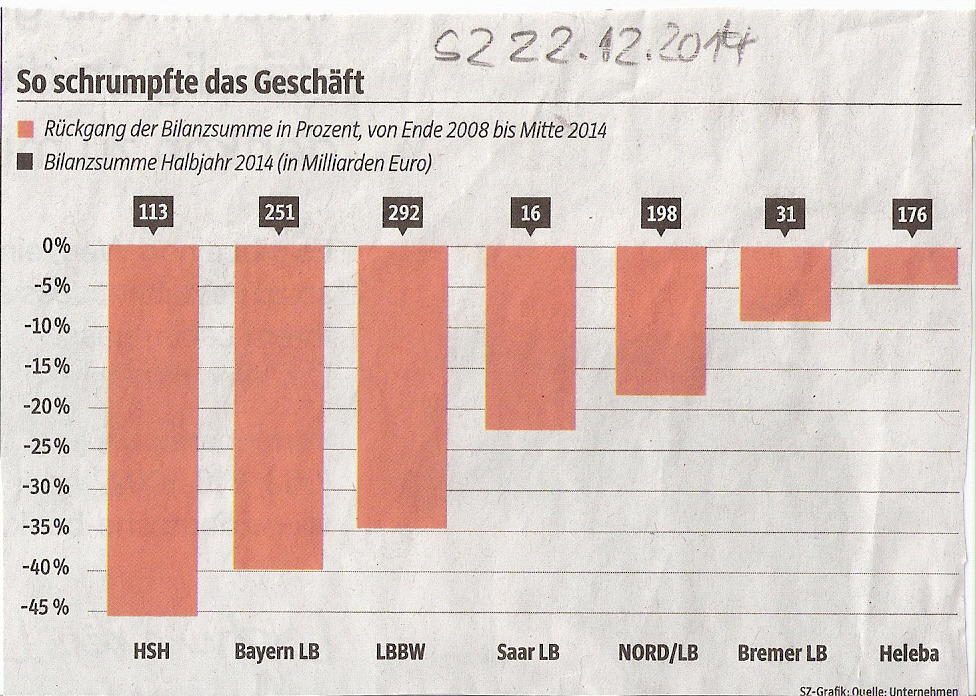 SZ 22.12.2014
So schrumpfte das Geschäft
Rückgang der Bilanzsumme in Prozent, von Ende 2008 bis Mitte 2014
Bilanzsumme Halbjahr 2014 (in Milliarden Euro)
113 251 292 16 198 31 176
0%
-5%
-10%
-15%
-20%
-25%
-30%
-35%
-40%
-45%
HSH Bayern LB LBBW Saar LB NORD/LB Bremer LB Heleba
SZ-Grafik; Quelle: Unternehmen